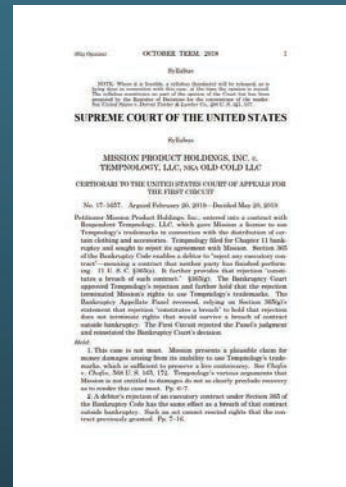 (Slip Opinion) OCTOBER TERM, 2018 1
Syllabus
NOTE: Where it is feasible, a syllabus (headnote) will be released, as is
being done in connection with this case, at the time the opinion is issued.
The syllabus constitutes no part of the opinion of the Court but has been
prepared by the Reporter of Decisions for the convenience of the reader.
See United States v. Detroit Timber & Lumber Co., 200 U. S. 321, 337.
SUPREME COURT OF THE UNITED STATES
Syllabus
MISSION PRODUCT HOLDINGS, INC. v.
TEMPNOLOGY, LLC, NKA OLD COLD LLC
CERTIORARI TO THE UNITED STATES COURT OF APPEALS FOR
THE FIRST CIRCUIT
No. 17–1657. Argued February 20, 2019—Decided May 20, 2019
Petitioner Mission Product Holdings, Inc., entered into a contract with
Respondent Tempnology, LLC, which gave Mission a license to use
Tempnology's trademarks in connection with the distribution of cer-
tain clothing and accessories. Tempnology filed for Chapter 11 bank-
ruptcy and sought to reject its agreement with Mission. Section 365
of the Bankruptcy Code enables a debtor to "reject any executory con-
tract"—meaning a contract that neither party has finished perform-
ing. 11 U. S. C. §365(a). It further provides that rejection "consti-
tutes a breach of such contract." §365(g). The Bankruptcy Court
approved Tempnology's rejection and further held that the rejection
terminated Mission's rights to use Tempnology's trademarks. The
Bankruptcy Appellate Panel reversed, relying on Section 365(g)'s
statement that rejection "constitutes a breach" to hold that rejection
does not terminate rights that would survive a breach of contract
outside bankruptcy. The First Circuit rejected the Panel's judgment
and reinstated the Bankruptcy Court's decision.
Held:
1. This case is not moot. Mission presents a plausible claim for
money damages arising from its inability to use Tempnology's trade-
marks, which is sufficient to preserve a live controversy. See Chafin
v. Chafin, 568 U. S. 165, 172. Tempnology's various arguments that
Mission is not entitled to damages do not so clearly preclude recovery
as to render this case moot. Pp. 6–7.
2. A debtor's rejection of an executory contract under Section 365 of
the Bankruptcy Code has the same effect as a breach of that contract
outside bankruptcy. Such an act cannot rescind rights that the con-
tract previously granted. Pp. 7–16.